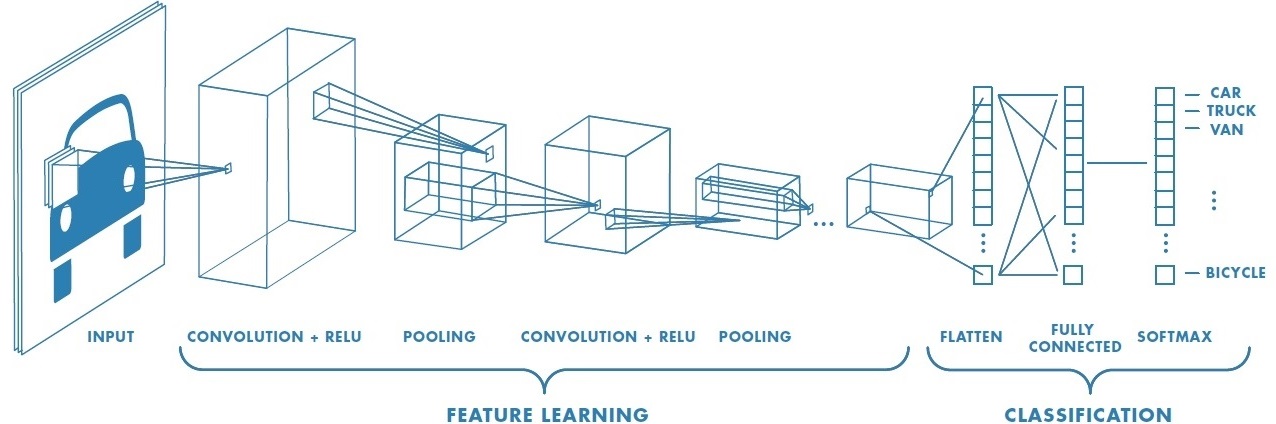 CAR
TRUCK
VAN
BICYCLE
INPUT
CONVOLUTION + RELU
POOLING
CONVOLUTION + RELU
POOLING
FLATTEN
FULLY
CONNECTED
SOFTMAX
FEATURE LEARNING
CLASSIFICATION